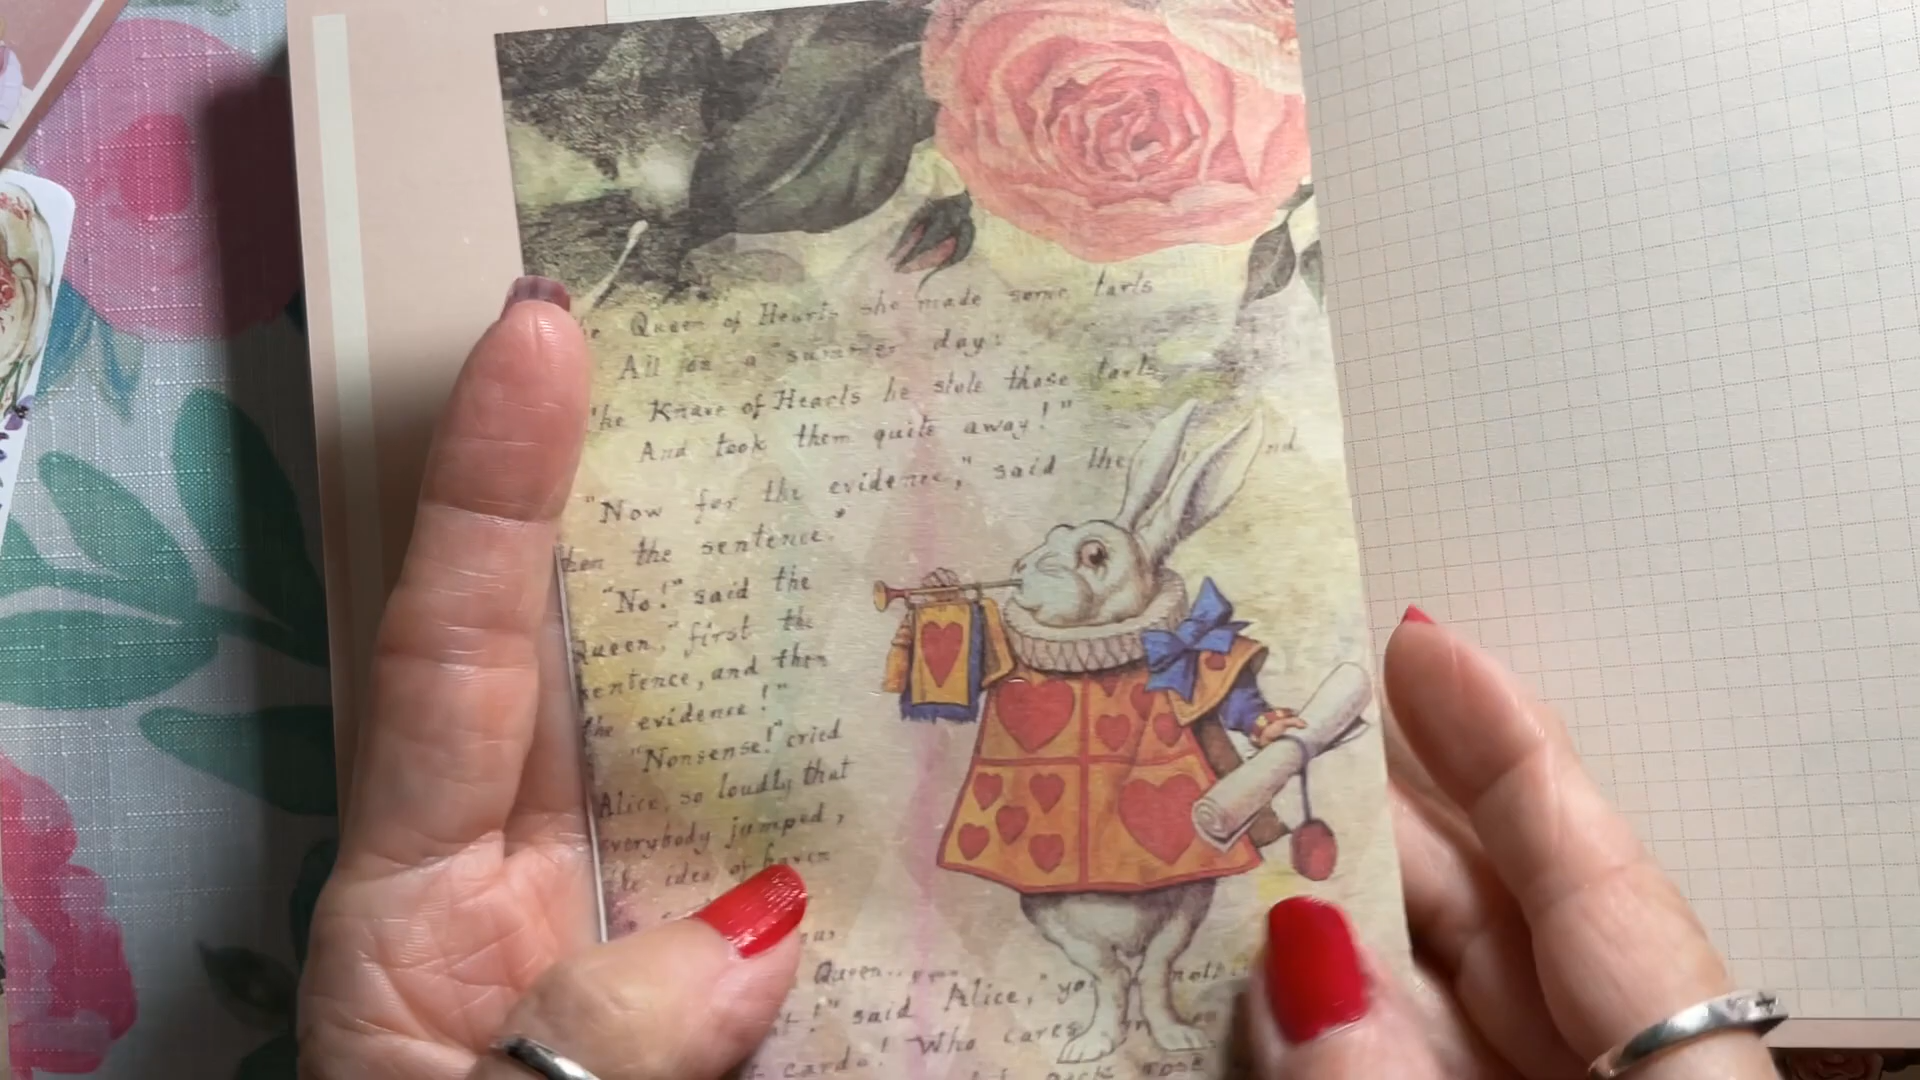 Queen of Hearts she made some tarts
All on a summer day:
The Knave of Hearts he stole those tarts,
And took them quite away!"
"Now for the evidence," said the
then the sentence."
"No!" said the
Queen, "first the
sentence, and then
the evidence!"
"Nonsense!" cried
Alice, so loudly that
everybody jumped,
the idea of
Queen
said Alice, "you
cards! Who cares